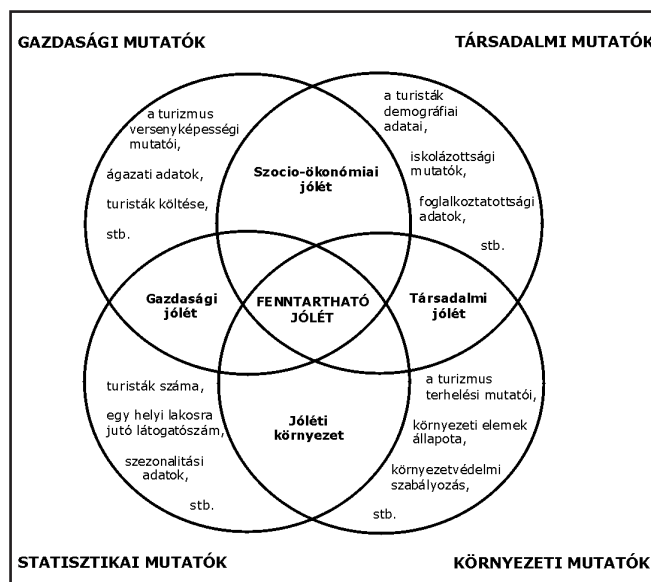 GAZDASÁGI MUTATÓK
TÁRSADALMI MUTATÓK
a turizmus
versenyképességi
mutatói,
ágazati adatok,
turisták költése,
stb.
Szocio-ökonómiai
jólét
a turisták
demográfiai
adatai,
iskolázottsági
mutatók,
foglalkoztatottsági
adatok,
stb.
Gazdasági
jólét
FENNTARTHATÓ
JÓLÉT
Társadalmi
jólét
turisták száma,
egy helyi lakosra
jutó látogatószám,
szezonalitási
adatok,
stb.
Jóléti
környezet
a turizmus
terhelési mutatói,
környezeti elemek
állapota,
környezetvédelmi
szabályozás,
stb.
STATISZTIKAI MUTATÓK
KÖRNYEZETI MUTATÓK